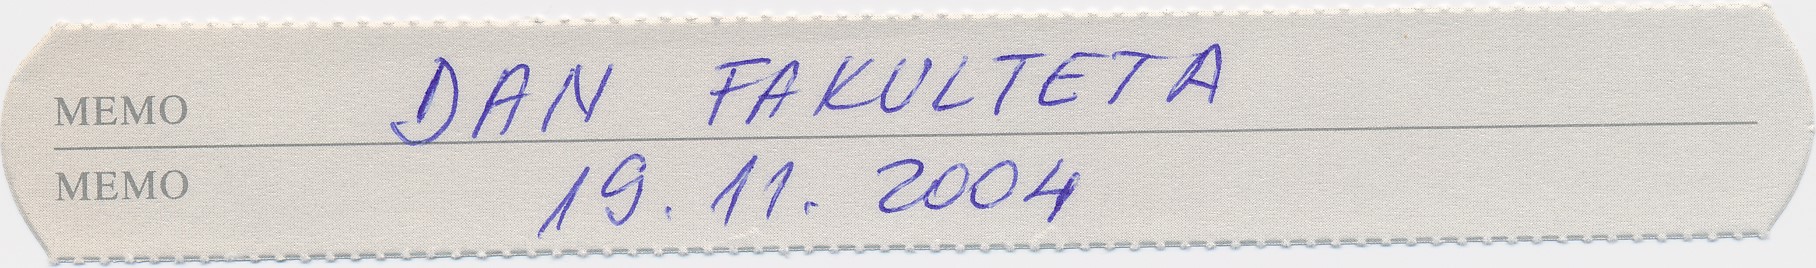 MEMO DAN FAKULTETA
MEMO 19. 11. 2004